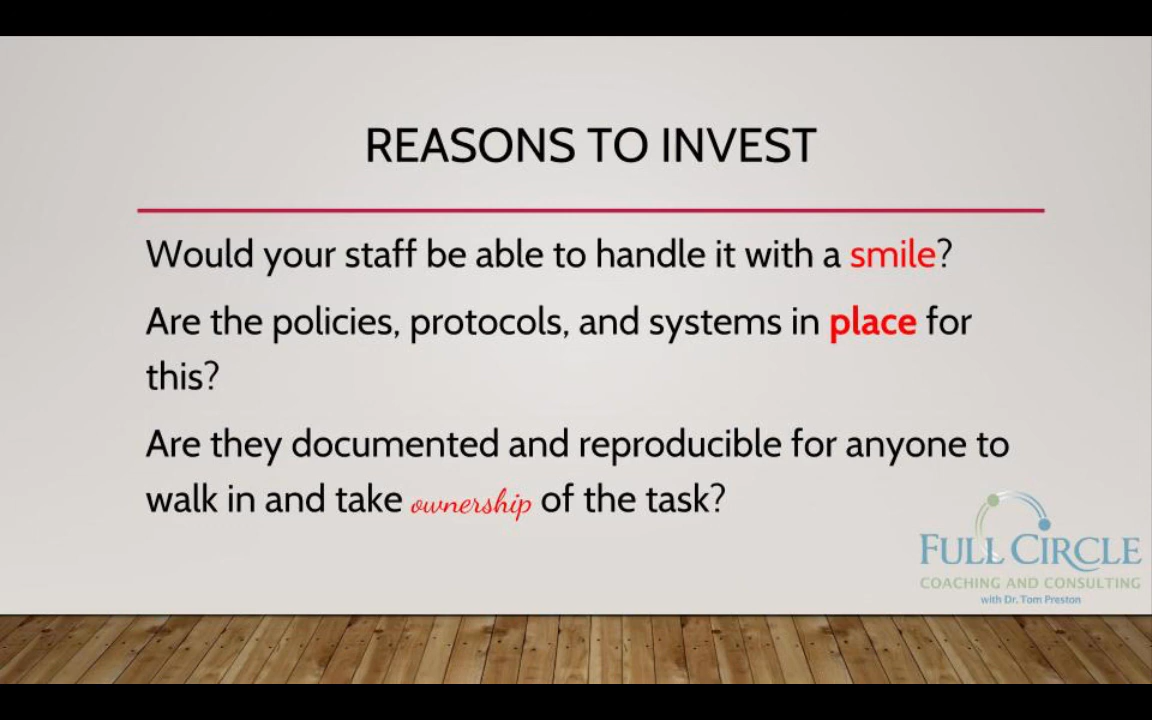 REASONS TO INVEST
Would your staff be able to handle it with a smile?
Are the policies, protocols, and systems in place for
this?
Are they documented and reproducible for anyone to
walk in and take ownership of the task?
FULL CIRCLE
COACHING AND CONSULTING
with Dr. Tom Preston